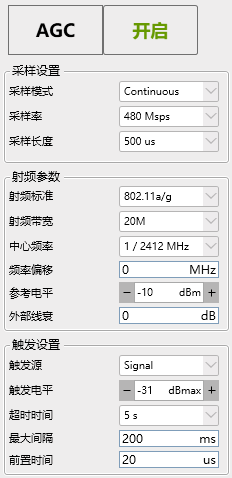 AGC 开启
采样设置
采样模式 Continuous
采样率 480 Msps
采样长度 500 us
射频参数
射频标准 802.11a/g
射频带宽 20M
中心频率 1 / 2412 MHz
频率偏移 0 MHz
参考电平 − -10 dBm +
外部线衰 0 dB
触发设置
触发源 Signal
触发电平 − -31 dBmax +
超时时间 5 s
最大间隔 200 ms
前置时间 20 us